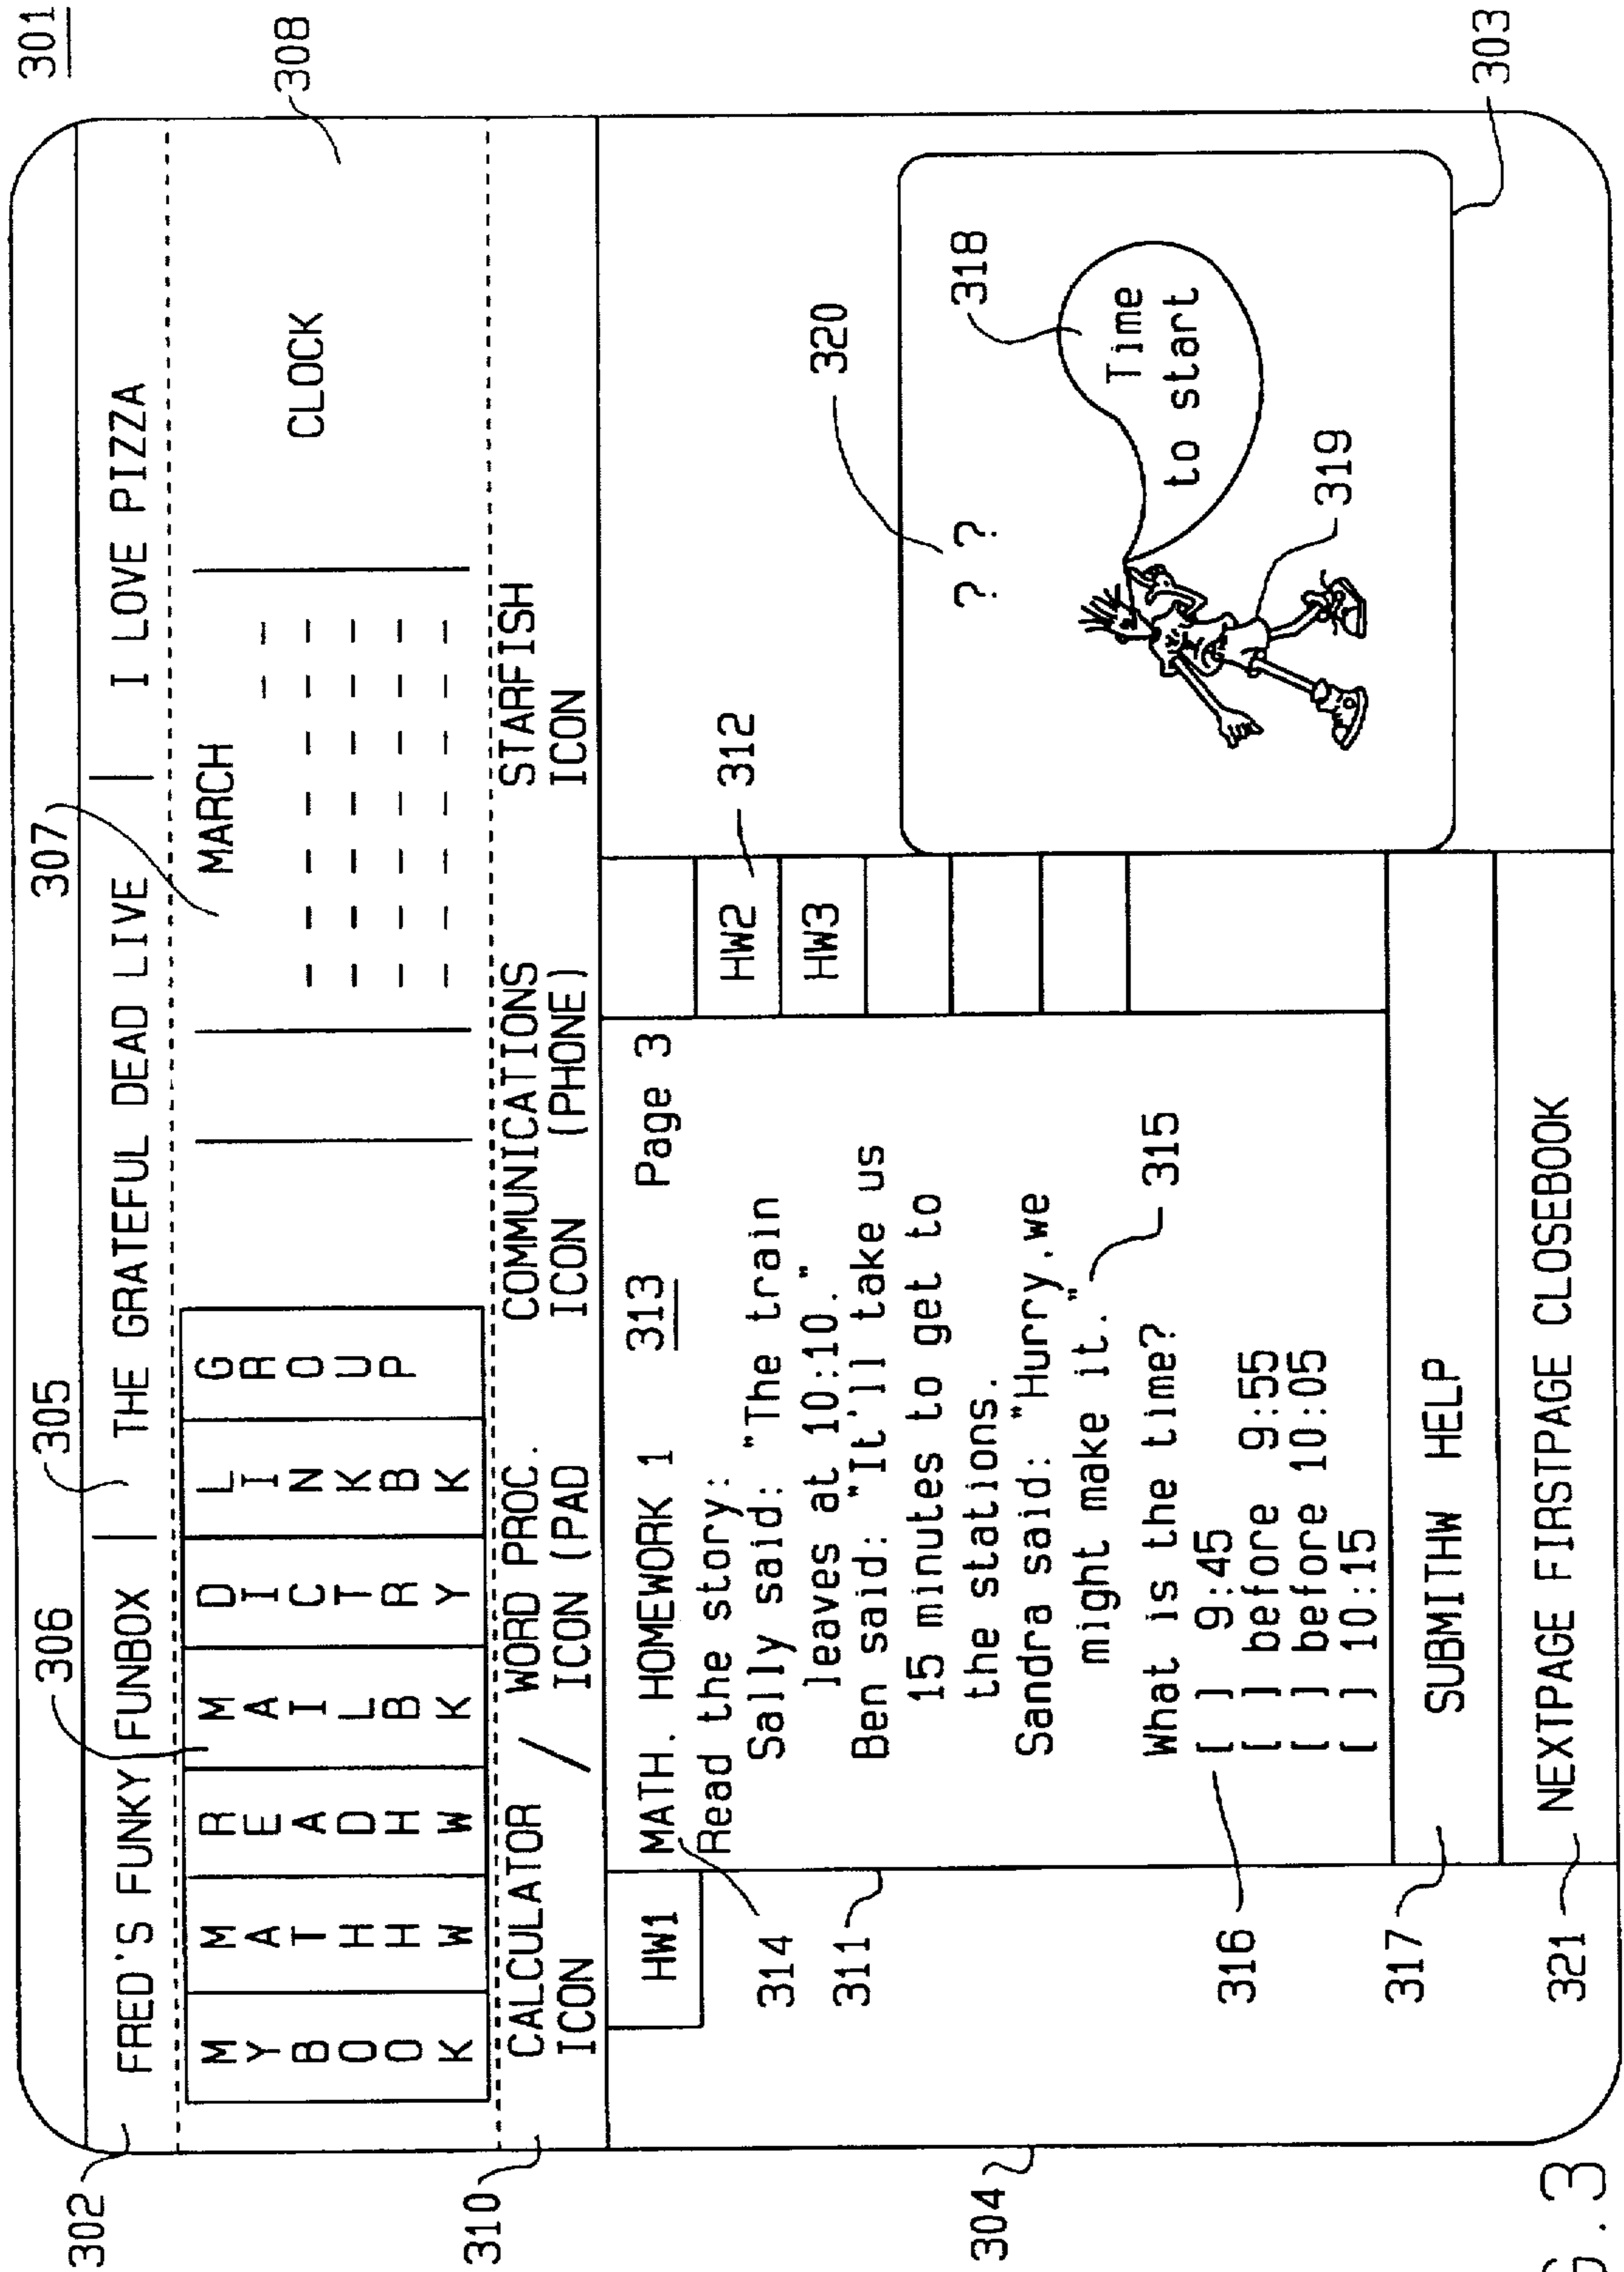 301
302
FRED'S FUNKY FUNBOX | THE GRATEFUL DEAD LIVE | I LOVE PIZZA
306
305
307
308
MYBOOK
MATHHWK
READHWK
MAILBBK
DICTRY
LINKBK
GROUP
MARCH
CLOCK
310
CALCULATOR / WORD PROC. COMMUNICATIONS STARFISH
ICON / ICON (PAD ICON (PHONE) ICON
304
HW1
HW2
HW3
312
314
311
MATH. HOMEWORK 1 313 Page 3
Read the story:
Sally said: "The train
leaves at 10:10."
Ben said: "It'll take us
15 minutes to get to
the stations.
Sandra said: "Hurry, we
might make it."
315
What is the time?
[ ] 9:45
[ ] before 9:55
[ ] before 10:05
[ ] 10:15
316
317
SUBMITHW HELP
321
NEXTPAGE FIRSTPAGE CLOSEBOOK
320
? ?
318
Time
to start
319
303
G.3